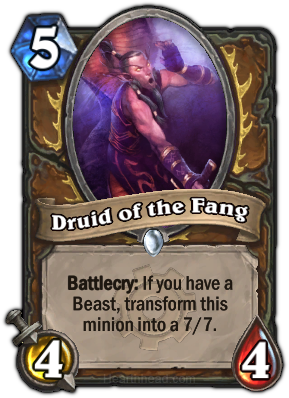 5
Druid of the Fang
Battlecry: If you have a
Beast, transform this
minion into a 7/7.
4
4